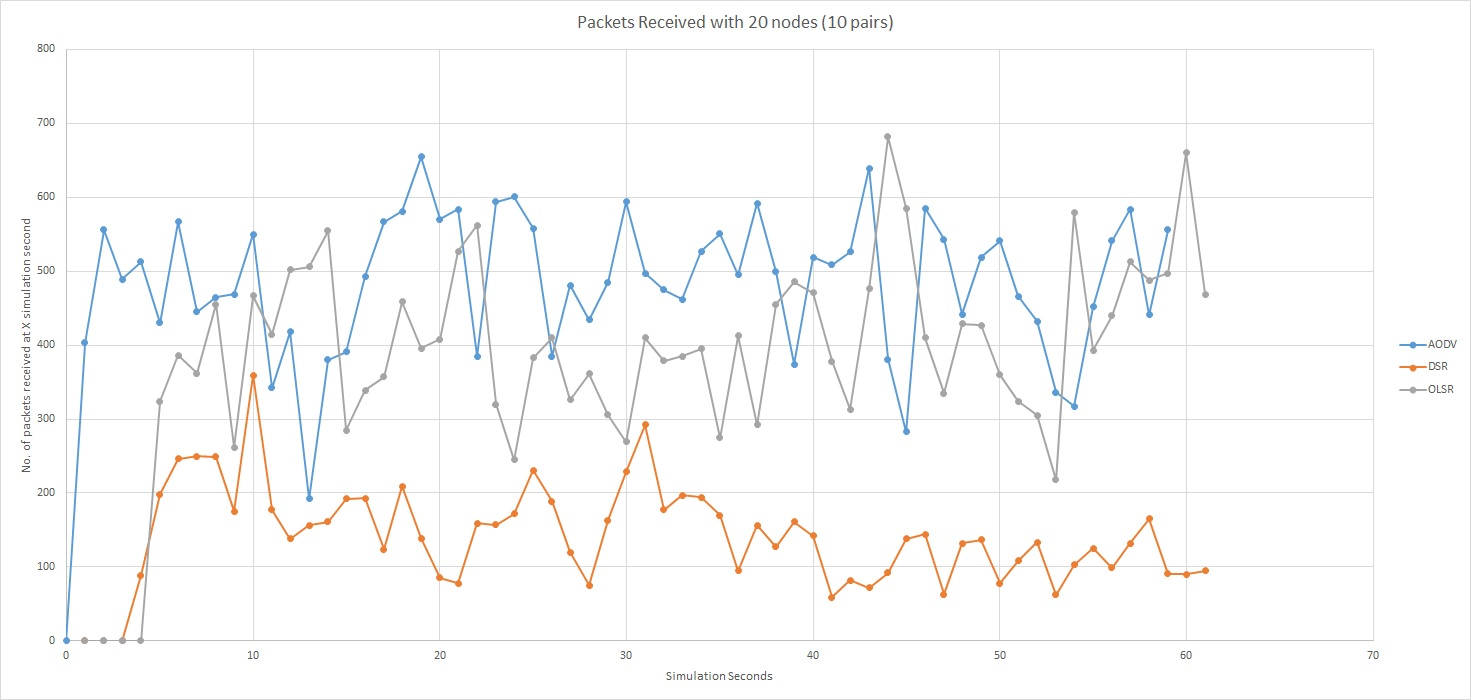 Packets Received with 20 nodes (10 pairs)
No. of packets received at X simulation second
800
700
600
500
400
300
200
100
0
0 10 20 30 40 50 60 70
Simulation Seconds
AODV
DSR
OLSR